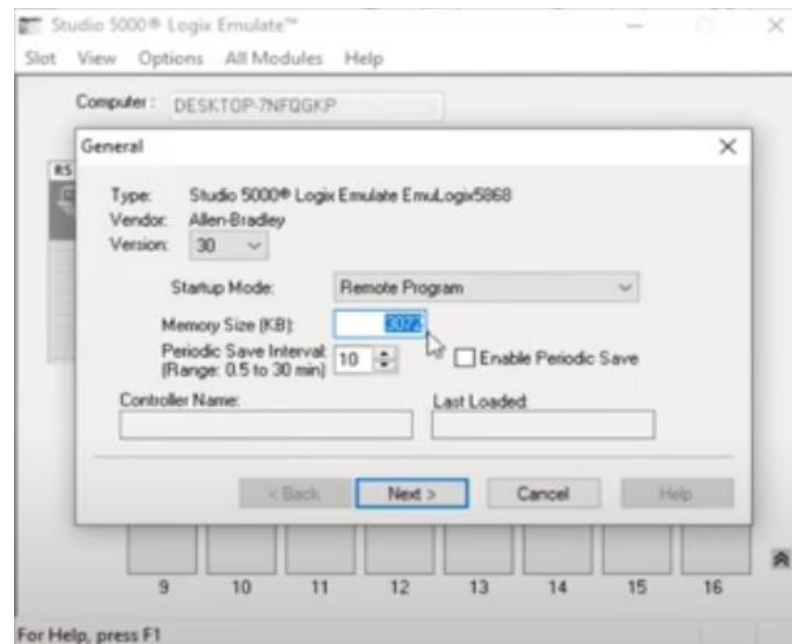 Studio 5000® Logix Emulate™
Slot View Options All Modules Help
Computer: DESKTOP-7NFQGKP
General
RS
Type: Studio 5000® Logix Emulate EmuLogix5868
Vendor: Allen-Bradley
Version: 30
Startup Mode: Remote Program
Memory Size (KB): 3072
Periodic Save Interval: 10 Enable Periodic Save
(Range: 0.5 to 30 min)
Controller Name: Last Loaded:
< Back Next > Cancel Help
9 10 11 12 13 14 15 16
For Help, press F1